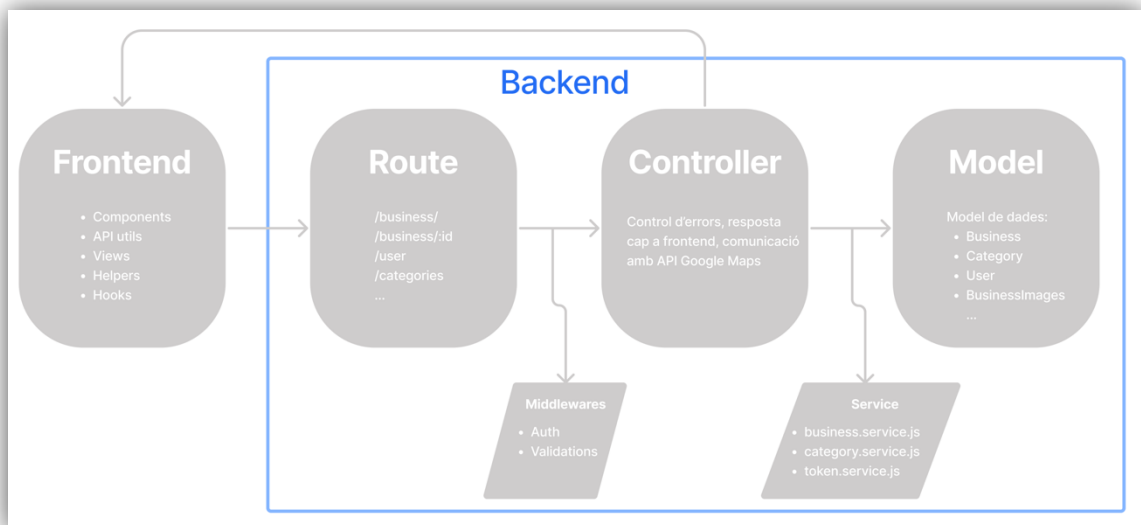 Backend
Frontend
• Components
• API utils
• Views
• Helpers
• Hooks
Route
/business/
/business/:id
/user
/categories
...
Controller
Control d'errors, resposta
cap a frontend, comunicació
amb API Google Maps
Model
Model de dades:
• Business
• Category
• User
• BusinessImages
...
Middlewares
• Auth
• Validations
Service
• business.service.js
• category.service.js
• token.service.js